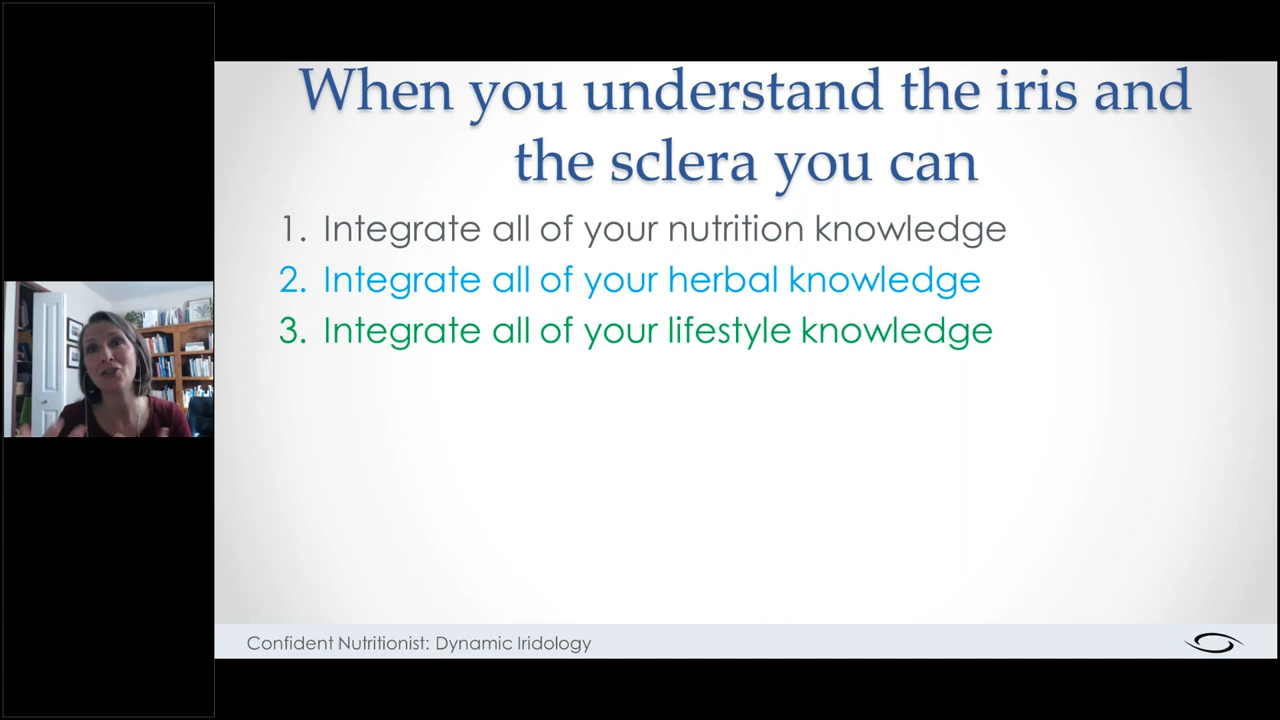 When you understand the iris and
the sclera you can
1. Integrate all of your nutrition knowledge
2. Integrate all of your herbal knowledge
3. Integrate all of your lifestyle knowledge
Confident Nutritionist: Dynamic Iridology